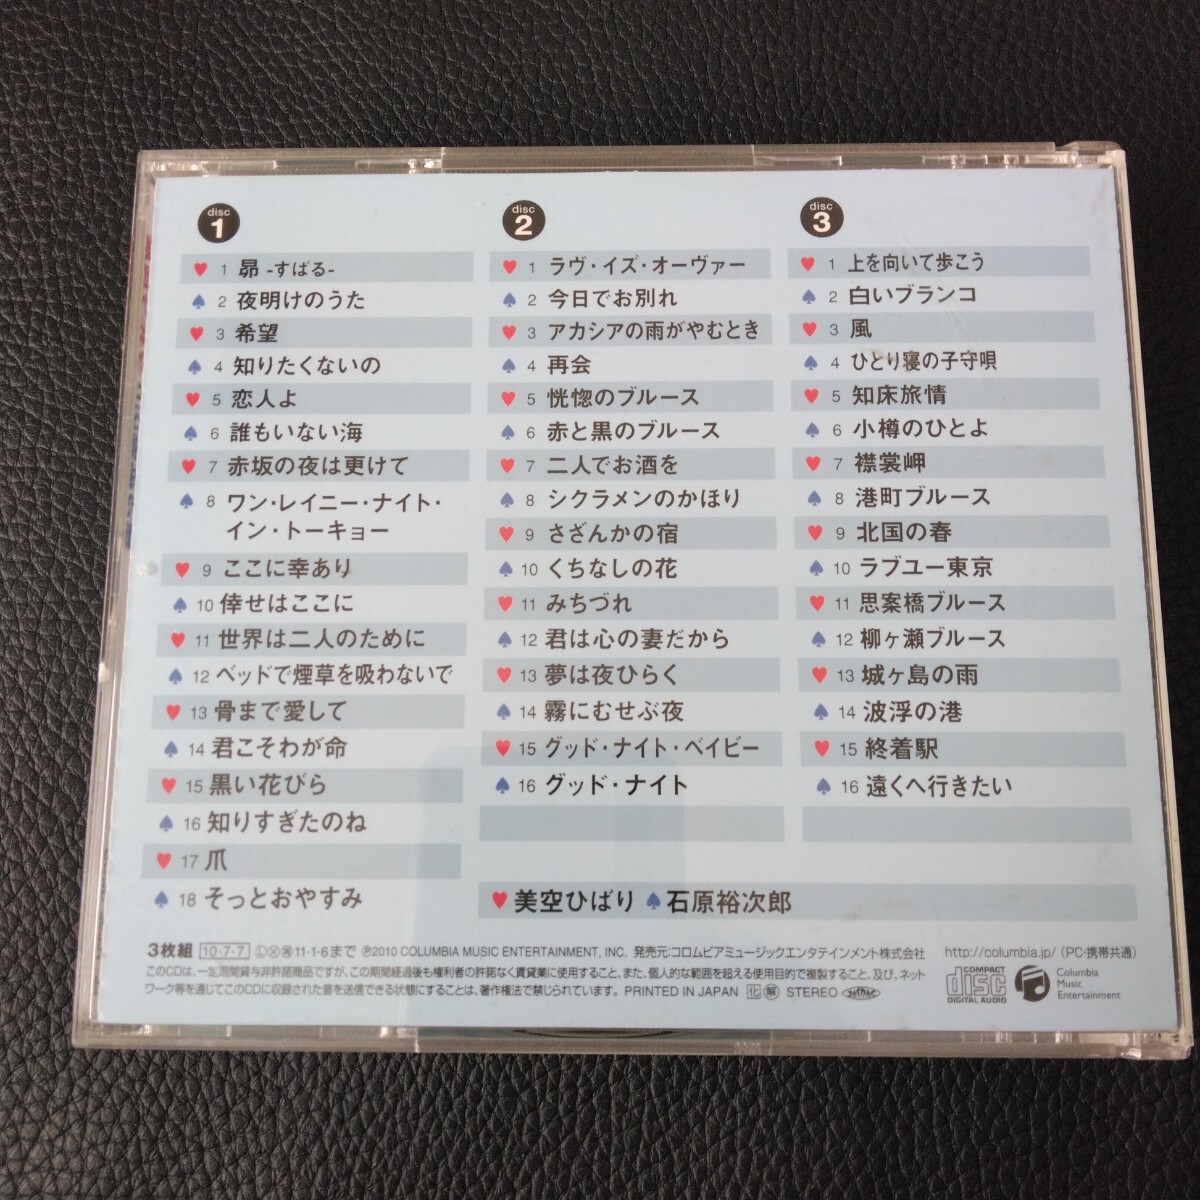 disc
1
♥ 1 昴 -すばる-
♠ 2 夜明けのうた
♥ 3 希望
♠ 4 知りたくないの
♥ 5 恋人よ
♠ 6 誰もいない海
♥ 7 赤坂の夜は更けて
♠ 8 ワン・レイニー・ナイト・
イン・トーキョー
♥ 9 ここに幸あり
♠ 10 倖せはここに
♥ 11 世界は二人のために
♠ 12 ベッドで煙草を吸わないで
♥ 13 骨まで愛して
♠ 14 君こそわが命
♥ 15 黒い花びら
♠ 16 知りすぎたのね
♥ 17 爪
♠ 18 そっとおやすみ
disc
2
♥ 1 ラヴ・イズ・オーヴァー
♠ 2 今日でお別れ
♥ 3 アカシアの雨がやむとき
♠ 4 再会
♥ 5 恍惚のブルース
♠ 6 赤と黒のブルース
♥ 7 二人でお酒を
♠ 8 シクラメンのかほり
♥ 9 さざんかの宿
♠ 10 くちなしの花
♥ 11 みちづれ
♠ 12 君は心の妻だから
♥ 13 夢は夜ひらく
♠ 14 霧にむせぶ夜
♥ 15 グッド・ナイト・ベイビー
♠ 16 グッド・ナイト
disc
3
♥ 1 上を向いて歩こう
♠ 2 白いブランコ
♥ 3 風
♠ 4 ひとり寝の子守唄
♥ 5 知床旅情
♠ 6 小樽のひとよ
♥ 7 襟裳岬
♠ 8 港町ブルース
♥ 9 北国の春
♠ 10 ラブユー東京
♥ 11 思案橋ブルース
♠ 12 柳ヶ瀬ブルース
♥ 13 城ヶ島の雨
♠ 14 波浮の港
♥ 15 終着駅
♠ 16 遠くへ行きたい
♥ 美空ひばり ♠ 石原裕次郎
3枚組 10・7・7 11・1・6まで ℗2010 COLUMBIA MUSIC ENTERTAINMENT, INC. 発売元:コロムビアミュージックエンタテインメント株式会社 http://columbia.jp/ (PC・携帯共通)
このCDは、一定期間貸与非許諾商品ですが、この期間経過後も権利者の許諾なく賃貸業に使用すること、また、個人的な範囲を超える使用目的で複製すること、及び、ネット
ワーク等を通じてこのCDに収録された音を送信できる状態にすることは、著作権法で禁じられています。 PRINTED IN JAPAN 化 解 STEREO
COMPACT
disc
DIGITAL AUDIO
Columbia
Music
Entertainment